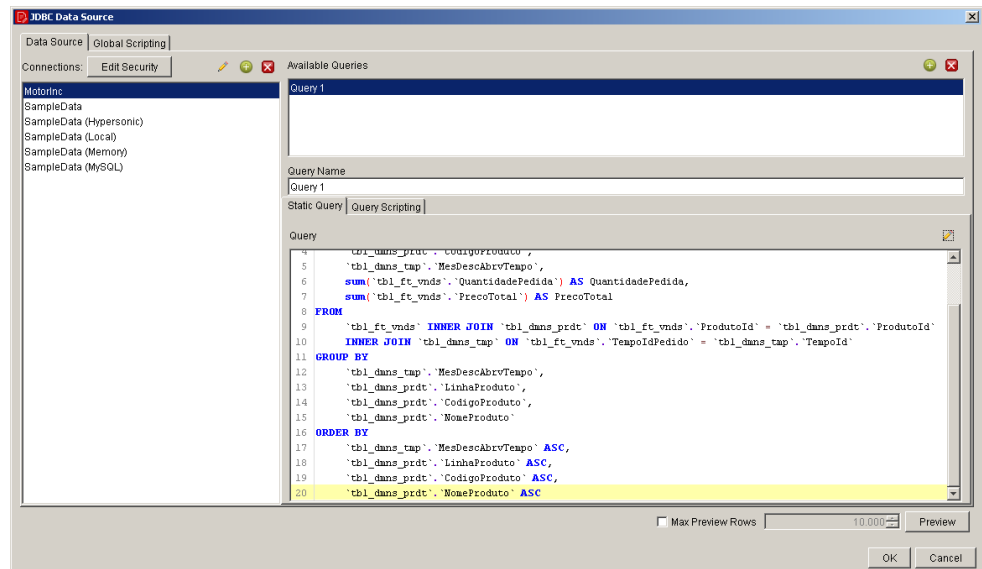 JDBC Data Source
Data Source Global Scripting
Connections: Edit Security
MotorInc
SampleData
SampleData (Hypersonic)
SampleData (Local)
SampleData (Memory)
SampleData (MySQL)
Available Queries
Query 1
Query Name
Query 1
Static Query Query Scripting
Query
4 `tbl_dmns_prdt`.`CodigoProduto`,
5 `tbl_dmns_tmp`.`MesDescAbrvTempo`,
6 sum(`tbl_ft_vnds`.`QuantidadePedida`) AS QuantidadePedida,
7 sum(`tbl_ft_vnds`.`PrecoTotal`) AS PrecoTotal
8 FROM
9 `tbl_ft_vnds` INNER JOIN `tbl_dmns_prdt` ON `tbl_ft_vnds`.`ProdutoId` = `tbl_dmns_prdt`.`ProdutoId`
10 INNER JOIN `tbl_dmns_tmp` ON `tbl_ft_vnds`.`TempoIdPedido` = `tbl_dmns_tmp`.`TempoId`
11 GROUP BY
12 `tbl_dmns_tmp`.`MesDescAbrvTempo`,
13 `tbl_dmns_prdt`.`LinhaProduto`,
14 `tbl_dmns_prdt`.`CodigoProduto`,
15 `tbl_dmns_prdt`.`NomeProduto`
16 ORDER BY
17 `tbl_dmns_tmp`.`MesDescAbrvTempo` ASC,
18 `tbl_dmns_prdt`.`LinhaProduto` ASC,
19 `tbl_dmns_prdt`.`CodigoProduto` ASC,
20 `tbl_dmns_prdt`.`NomeProduto` ASC
Max Preview Rows 10.000 Preview
OK Cancel